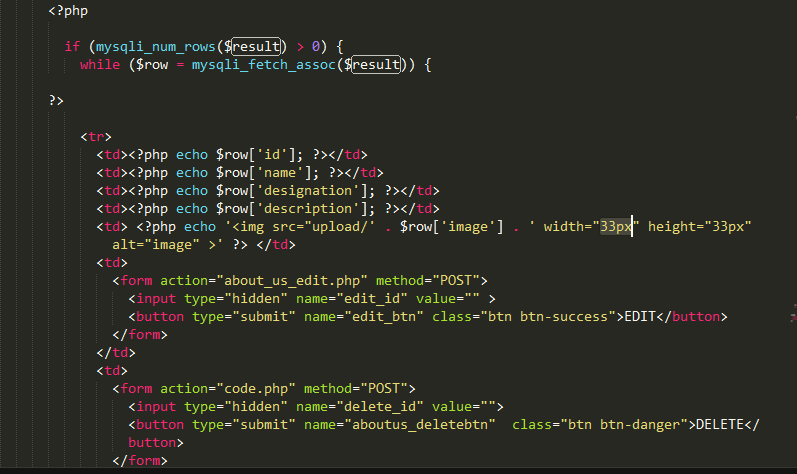 <?php
if (mysqli_num_rows($result) > 0) {
while ($row = mysqli_fetch_assoc($result)) {
?>
<tr>
<td><?php echo $row['id']; ?></td>
<td><?php echo $row['name']; ?></td>
<td><?php echo $row['designation']; ?></td>
<td><?php echo $row['description']; ?></td>
<td> <?php echo '<img src="upload/' . $row['image'] . ' width="33px" height="33px"
alt="image" >' ?> </td>
<td>
<form action="about_us_edit.php" method="POST">
<input type="hidden" name="edit_id" value="" >
<button type="submit" name="edit_btn" class="btn btn-success">EDIT</button>
</form>
</td>
<td>
<form action="code.php" method="POST">
<input type="hidden" name="delete_id" value="">
<button type="submit" name="aboutus_deletebtn"  class="btn btn-danger">DELETE</
button>
</form>